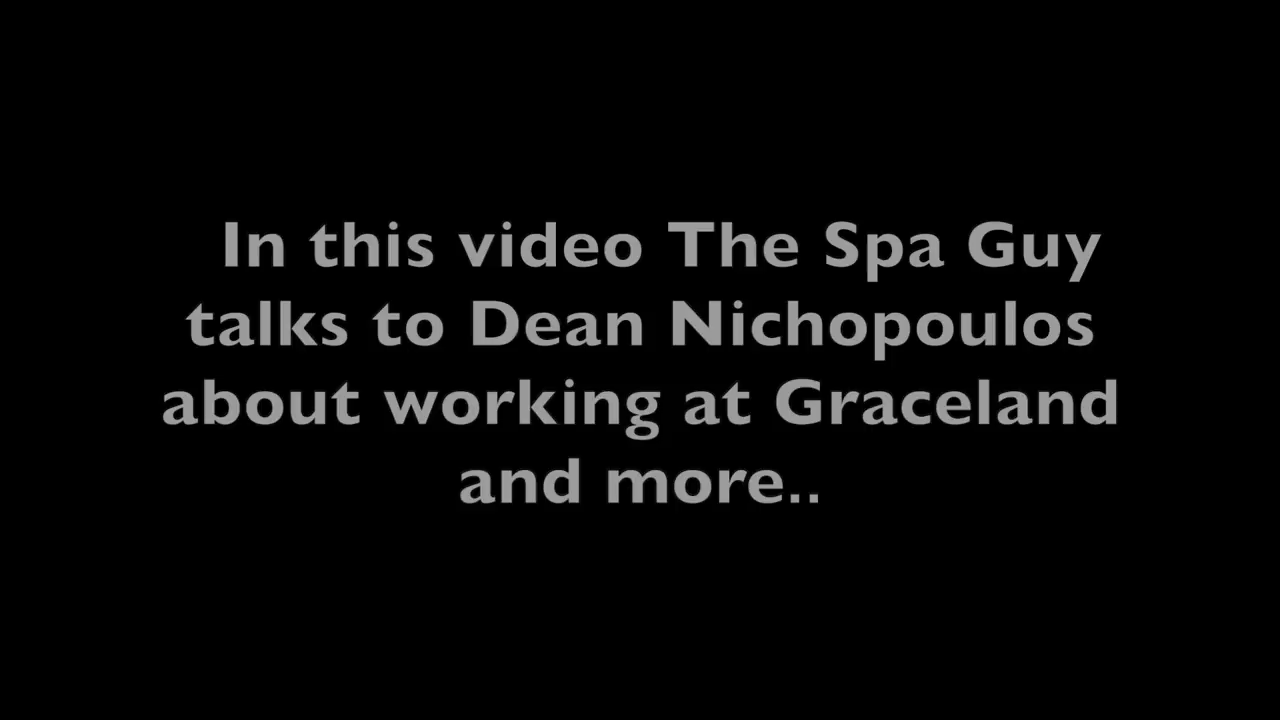 In this video The Spa Guy
talks to Dean Nichopoulos
about working at Graceland
and more..